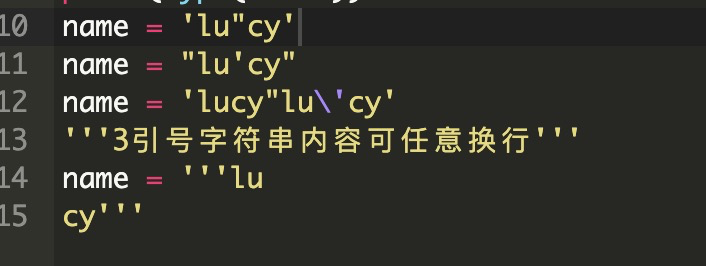 10 name = 'lu"cy'
11 name = "lu'cy"
12 name = 'lucy"lu\'cy'
13 '''3引号字符串内容可任意换行'''
14 name = '''lu
15 cy'''